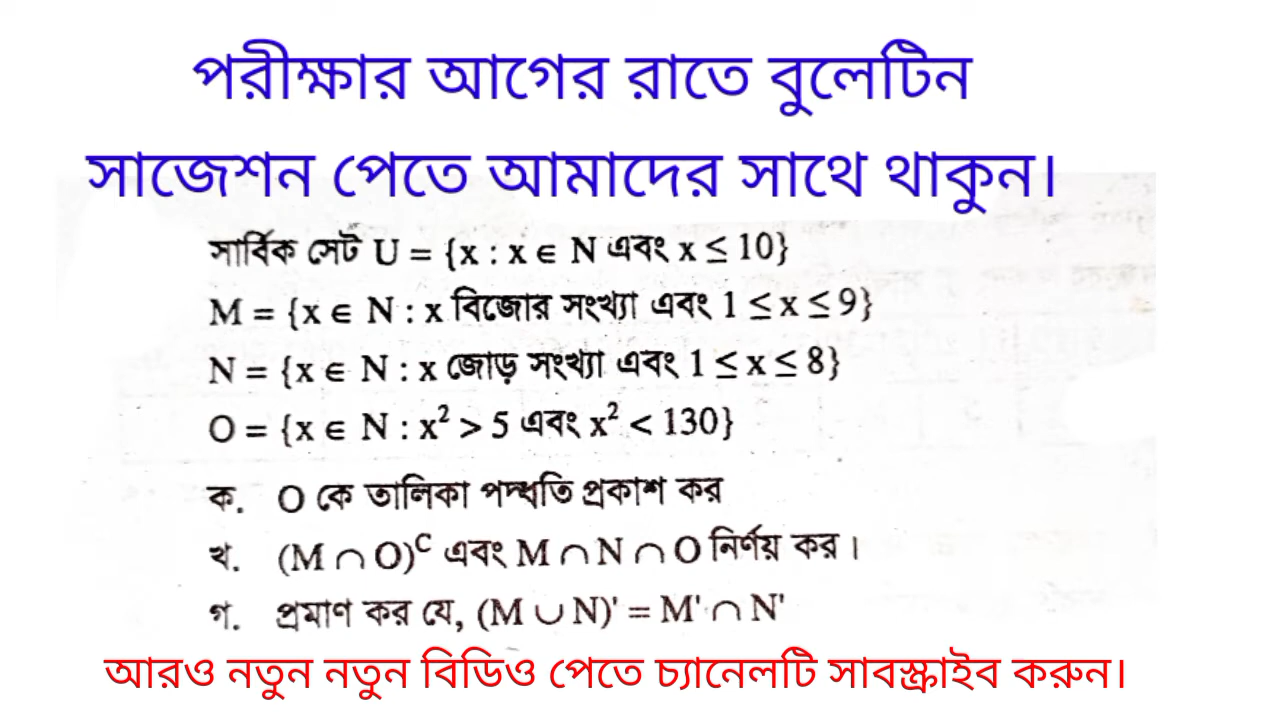 পরীক্ষার আগের রাতে বুলেটিন
সাজেশন পেতে আমাদের সাথে থাকুন।
সার্বিক সেট U = {x : x ∈ N এবং x ≤ 10}
M = {x ∈ N : x বিজোর সংখ্যা এবং 1 ≤ x ≤ 9}
N = {x ∈ N : x জোড় সংখ্যা এবং 1 ≤ x ≤ 8}
O = {x ∈ N : x² > 5 এবং x² < 130}
ক. O কে তালিকা পদ্ধতি প্রকাশ কর
খ. (M ∩ O)ᶜ এবং M ∩ N ∩ O নির্ণয় কর।
গ. প্রমাণ কর যে, (M ∪ N)' = M' ∩ N'
আরও নতুন নতুন বিডিও পেতে চ্যানেলটি সাবস্ক্রাইব করুন।